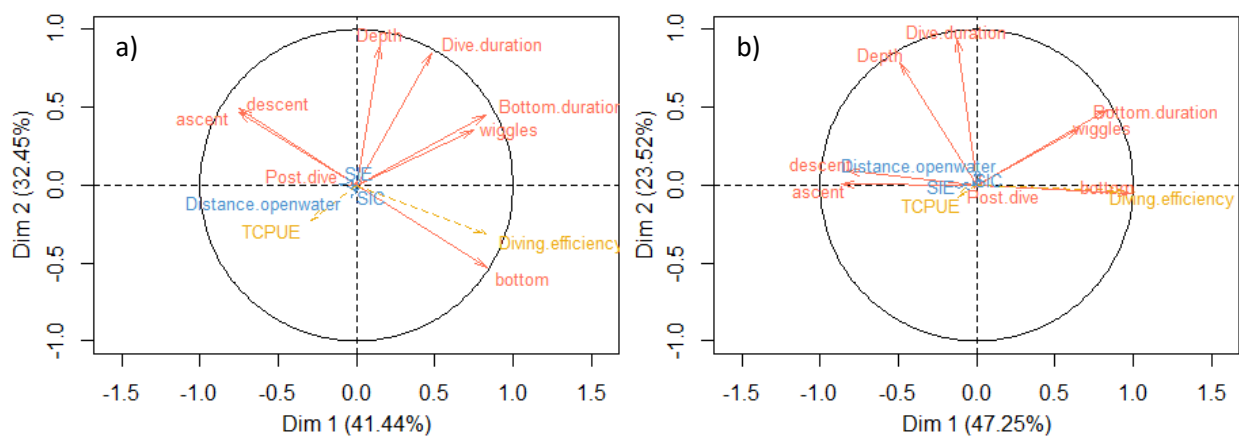 a)
Dim 2 (32.45%)
1.0
0.5
0.0
-0.5
-1.0
Depth
Dive.duration
descent
ascent
Bottom.duration
wiggles
SIE
Post.dive
SIC
Distance.openwater
TCPUE
Diving.efficiency
bottom
-1.5 -1.0 -0.5 0.0 0.5 1.0 1.5
Dim 1 (41.44%)
b)
Dim 2 (23.52%)
1.0
0.5
0.0
-0.5
-1.0
Dive.duration
Depth
Bottom.duration
wiggles
descent
Distance.openwater
SIC
ascent
SIE
bottom
TCPUE
Post.dive
Diving.efficiency
-1.5 -1.0 -0.5 0.0 0.5 1.0 1.5
Dim 1 (47.25%)